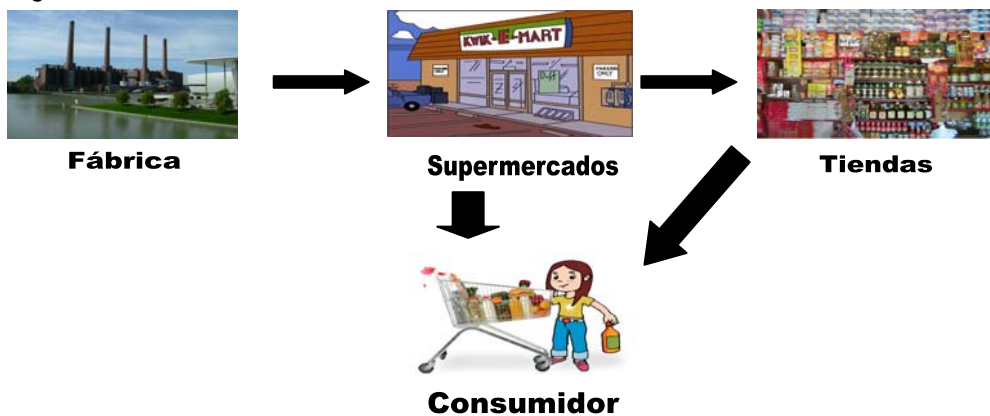 KWIK-E-MART
Fábrica
Supermercados
Tiendas
Consumidor